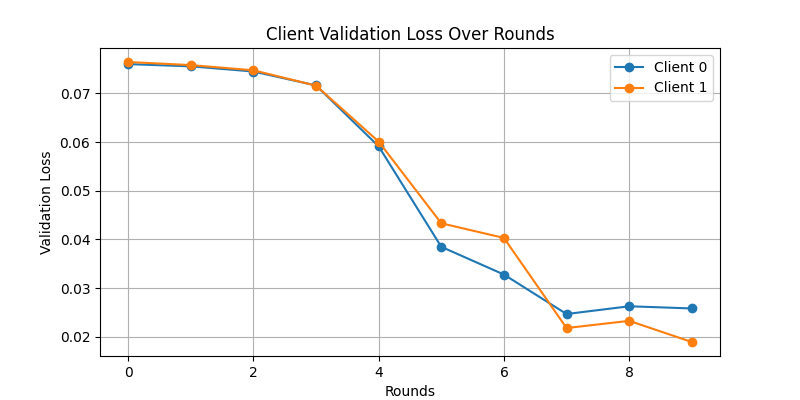 Client Validation Loss Over Rounds
Client 0
Client 1
Validation Loss
0.07
0.06
0.05
0.04
0.03
0.02
0 2 4 6 8
Rounds